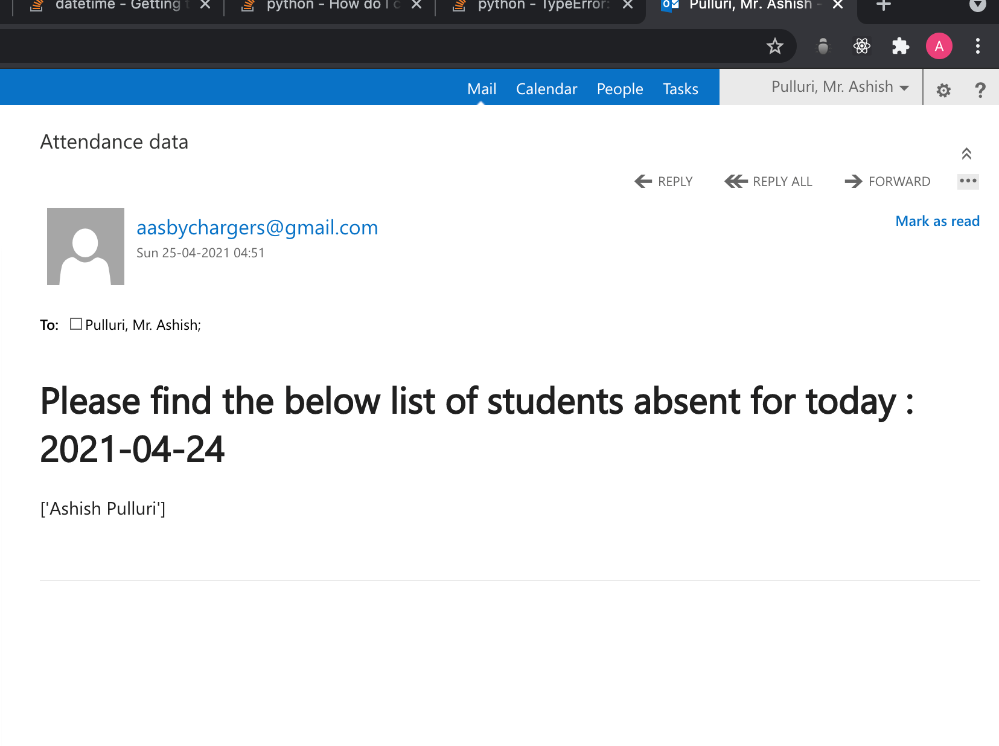 datetime - Getting t
python - How do I c
python - TypeError:
Pulluri, Mr. Ashish -
A
Mail Calendar People Tasks
Pulluri, Mr. Ashish
?
Attendance data
REPLY REPLY ALL FORWARD
aasbychargers@gmail.com
Mark as read
Sun 25-04-2021 04:51
To: Pulluri, Mr. Ashish;
Please find the below list of students absent for today :
2021-04-24
['Ashish Pulluri']